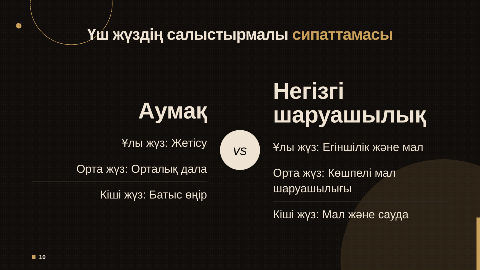 Үш жүздің салыстырмалы сипаттамасы
Аумақ
Ұлы жүз: Жетісу
Орта жүз: Орталық дала
Кіші жүз: Батыс өңір
vs
Негізгі
шаруашылық
Ұлы жүз: Егіншілік және мал
Орта жүз: Көшпелі мал
шаруашылығы
Кіші жүз: Мал және сауда
10